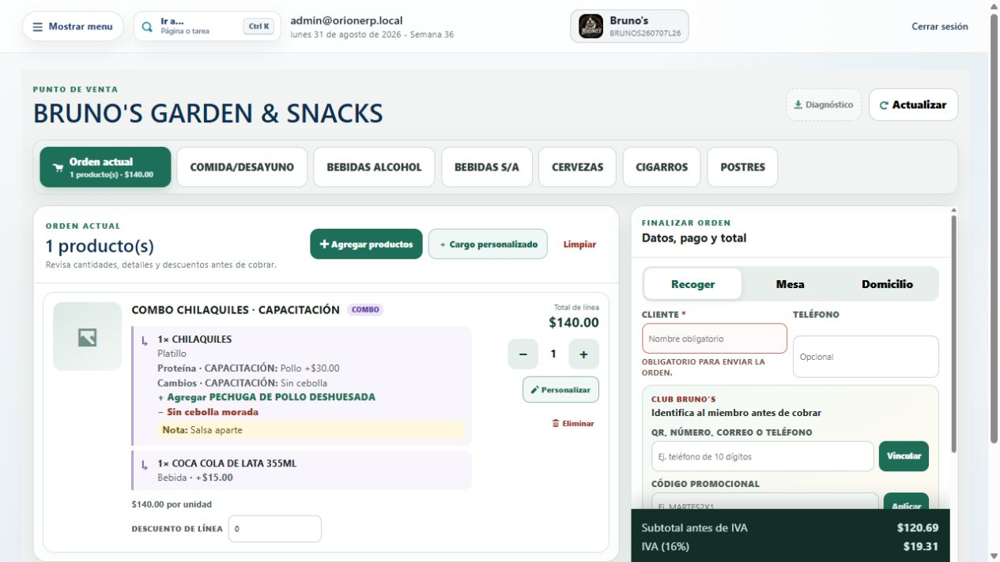 Mostrar menu
Ir a...
Página o tarea
Ctrl K
admin@orionerp.local
lunes 31 de agosto de 2026 - Semana 36
Bruno's
BRUNOS260707L26
Cerrar sesión
PUNTO DE VENTA
BRUNO'S GARDEN & SNACKS
Diagnóstico
Actualizar
Orden actual
1 producto(s) · $140.00
COMIDA/DESAYUNO
BEBIDAS ALCOHOL
BEBIDAS S/A
CERVEZAS
CIGARROS
POSTRES
ORDEN ACTUAL
1 producto(s)
Revisa cantidades, detalles y descuentos antes de cobrar.
+ Agregar productos
+ Cargo personalizado
Limpiar
COMBO CHILAQUILES · CAPACITACIÓN
COMBO
1× CHILAQUILES
Platillo
Proteína · CAPACITACIÓN: Pollo +$30.00
Cambios · CAPACITACIÓN: Sin cebolla
+ Agregar PECHUGA DE POLLO DESHUESADA
− Sin cebolla morada
Nota: Salsa aparte
1× COCA COLA DE LATA 355ML
Bebida · +$15.00
$140.00 por unidad
DESCUENTO DE LÍNEA
0
Total de línea
$140.00
− 1 +
Personalizar
Eliminar
FINALIZAR ORDEN
Datos, pago y total
Recoger
Mesa
Domicilio
CLIENTE *
Nombre obligatorio
OBLIGATORIO PARA ENVIAR LA
ORDEN.
TELÉFONO
Opcional
CLUB BRUNO'S
Identifica al miembro antes de cobrar
QR, NÚMERO, CORREO O TELÉFONO
Ej. teléfono de 10 dígitos
Vincular
CÓDIGO PROMOCIONAL
Ej. MARTES2X1
Aplicar
Subtotal antes de IVA
$120.69
IVA (16%)
$19.31